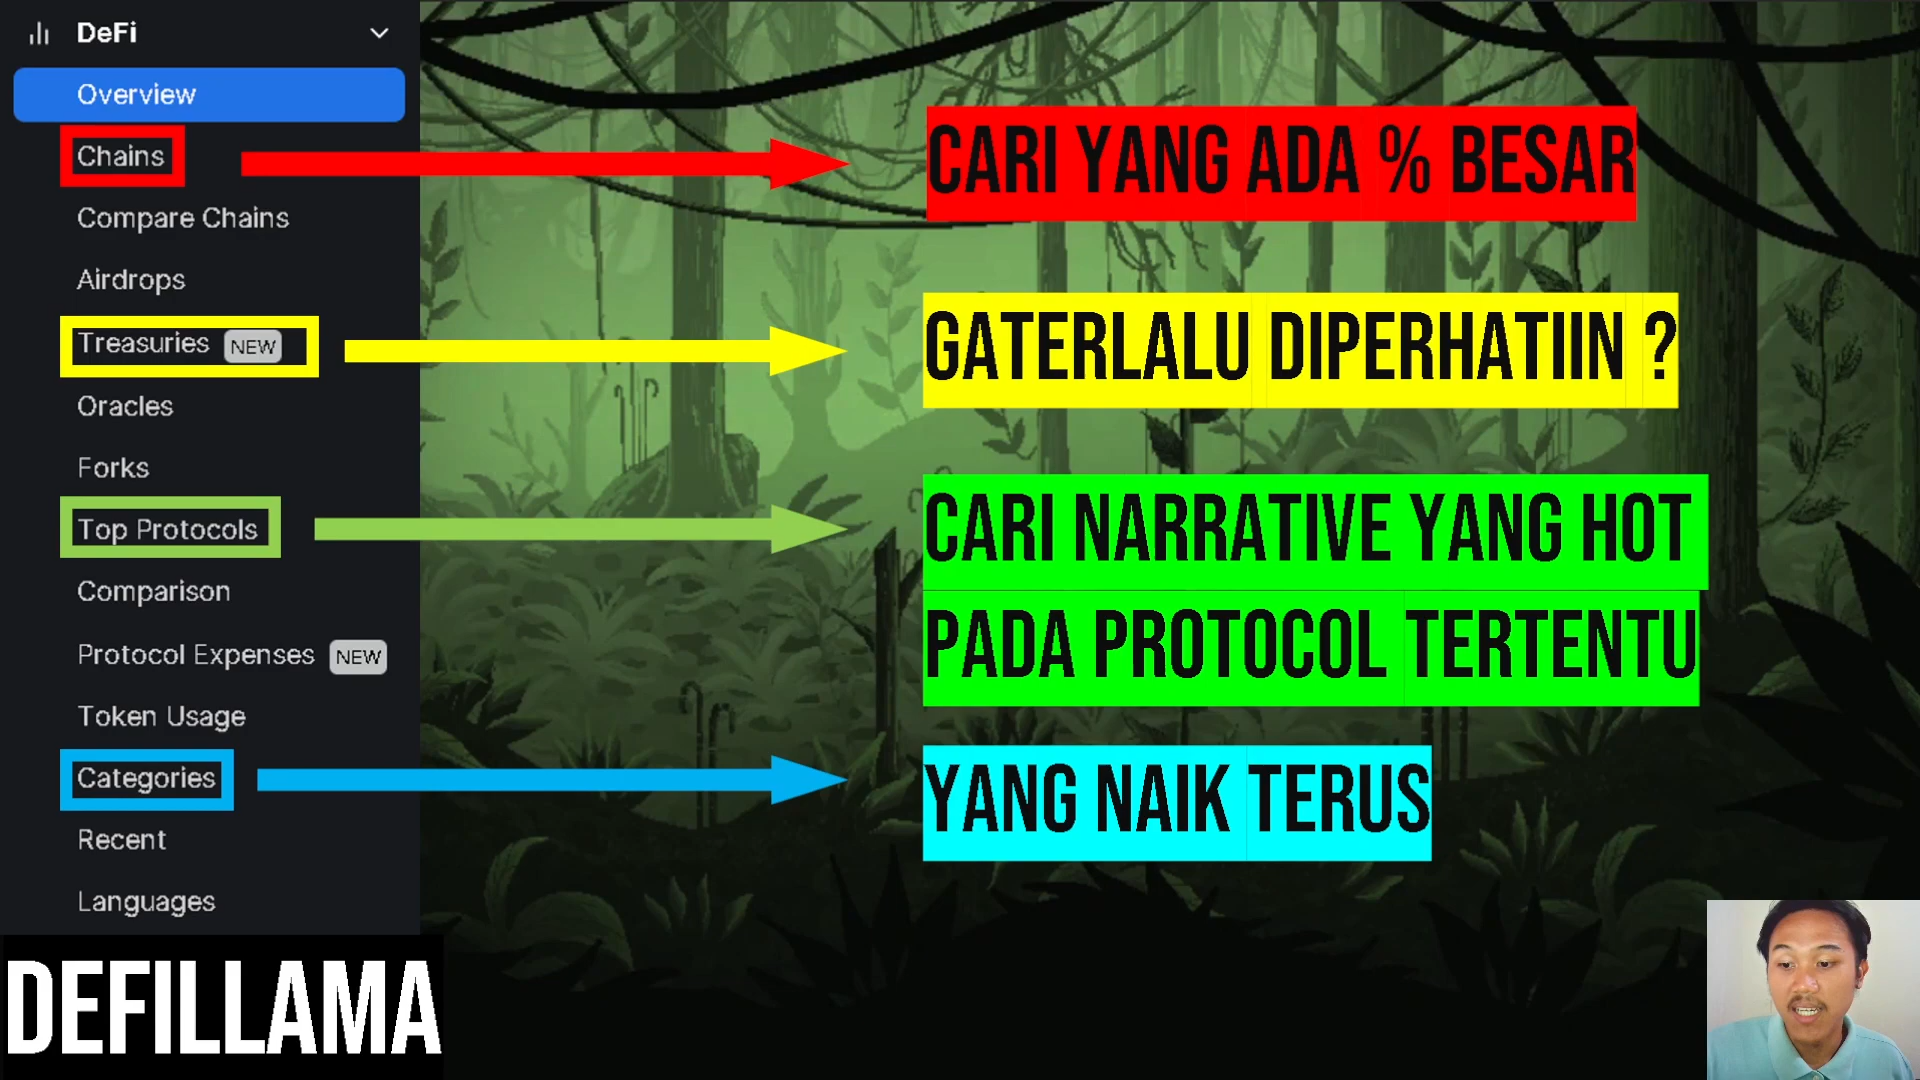 DeFi
Overview
Chains
Compare Chains
Airdrops
Treasuries NEW
Oracles
Forks
Top Protocols
Comparison
Protocol Expenses NEW
Token Usage
Categories
Recent
Languages
DEFILLAMA
CARI YANG ADA % BESAR
GATERLALU DIPERHATIIN ?
CARI NARRATIVE YANG HOT
PADA PROTOCOL TERTENTU
YANG NAIK TERUS